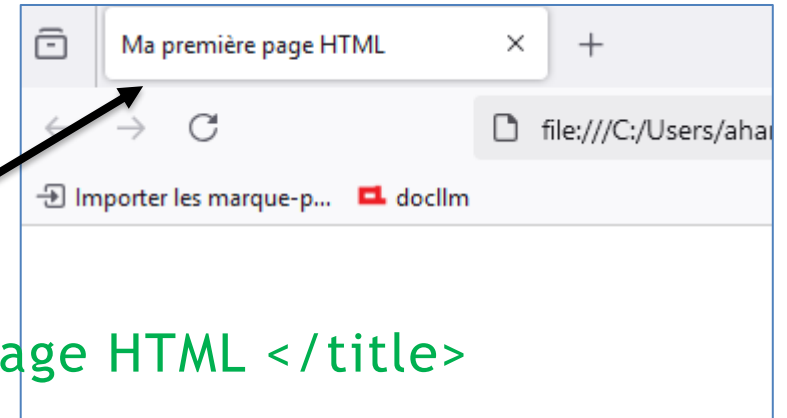 Ma première page HTML
file:///C:/Users/ahar
Importer les marque-p... docllm
age HTML </title>